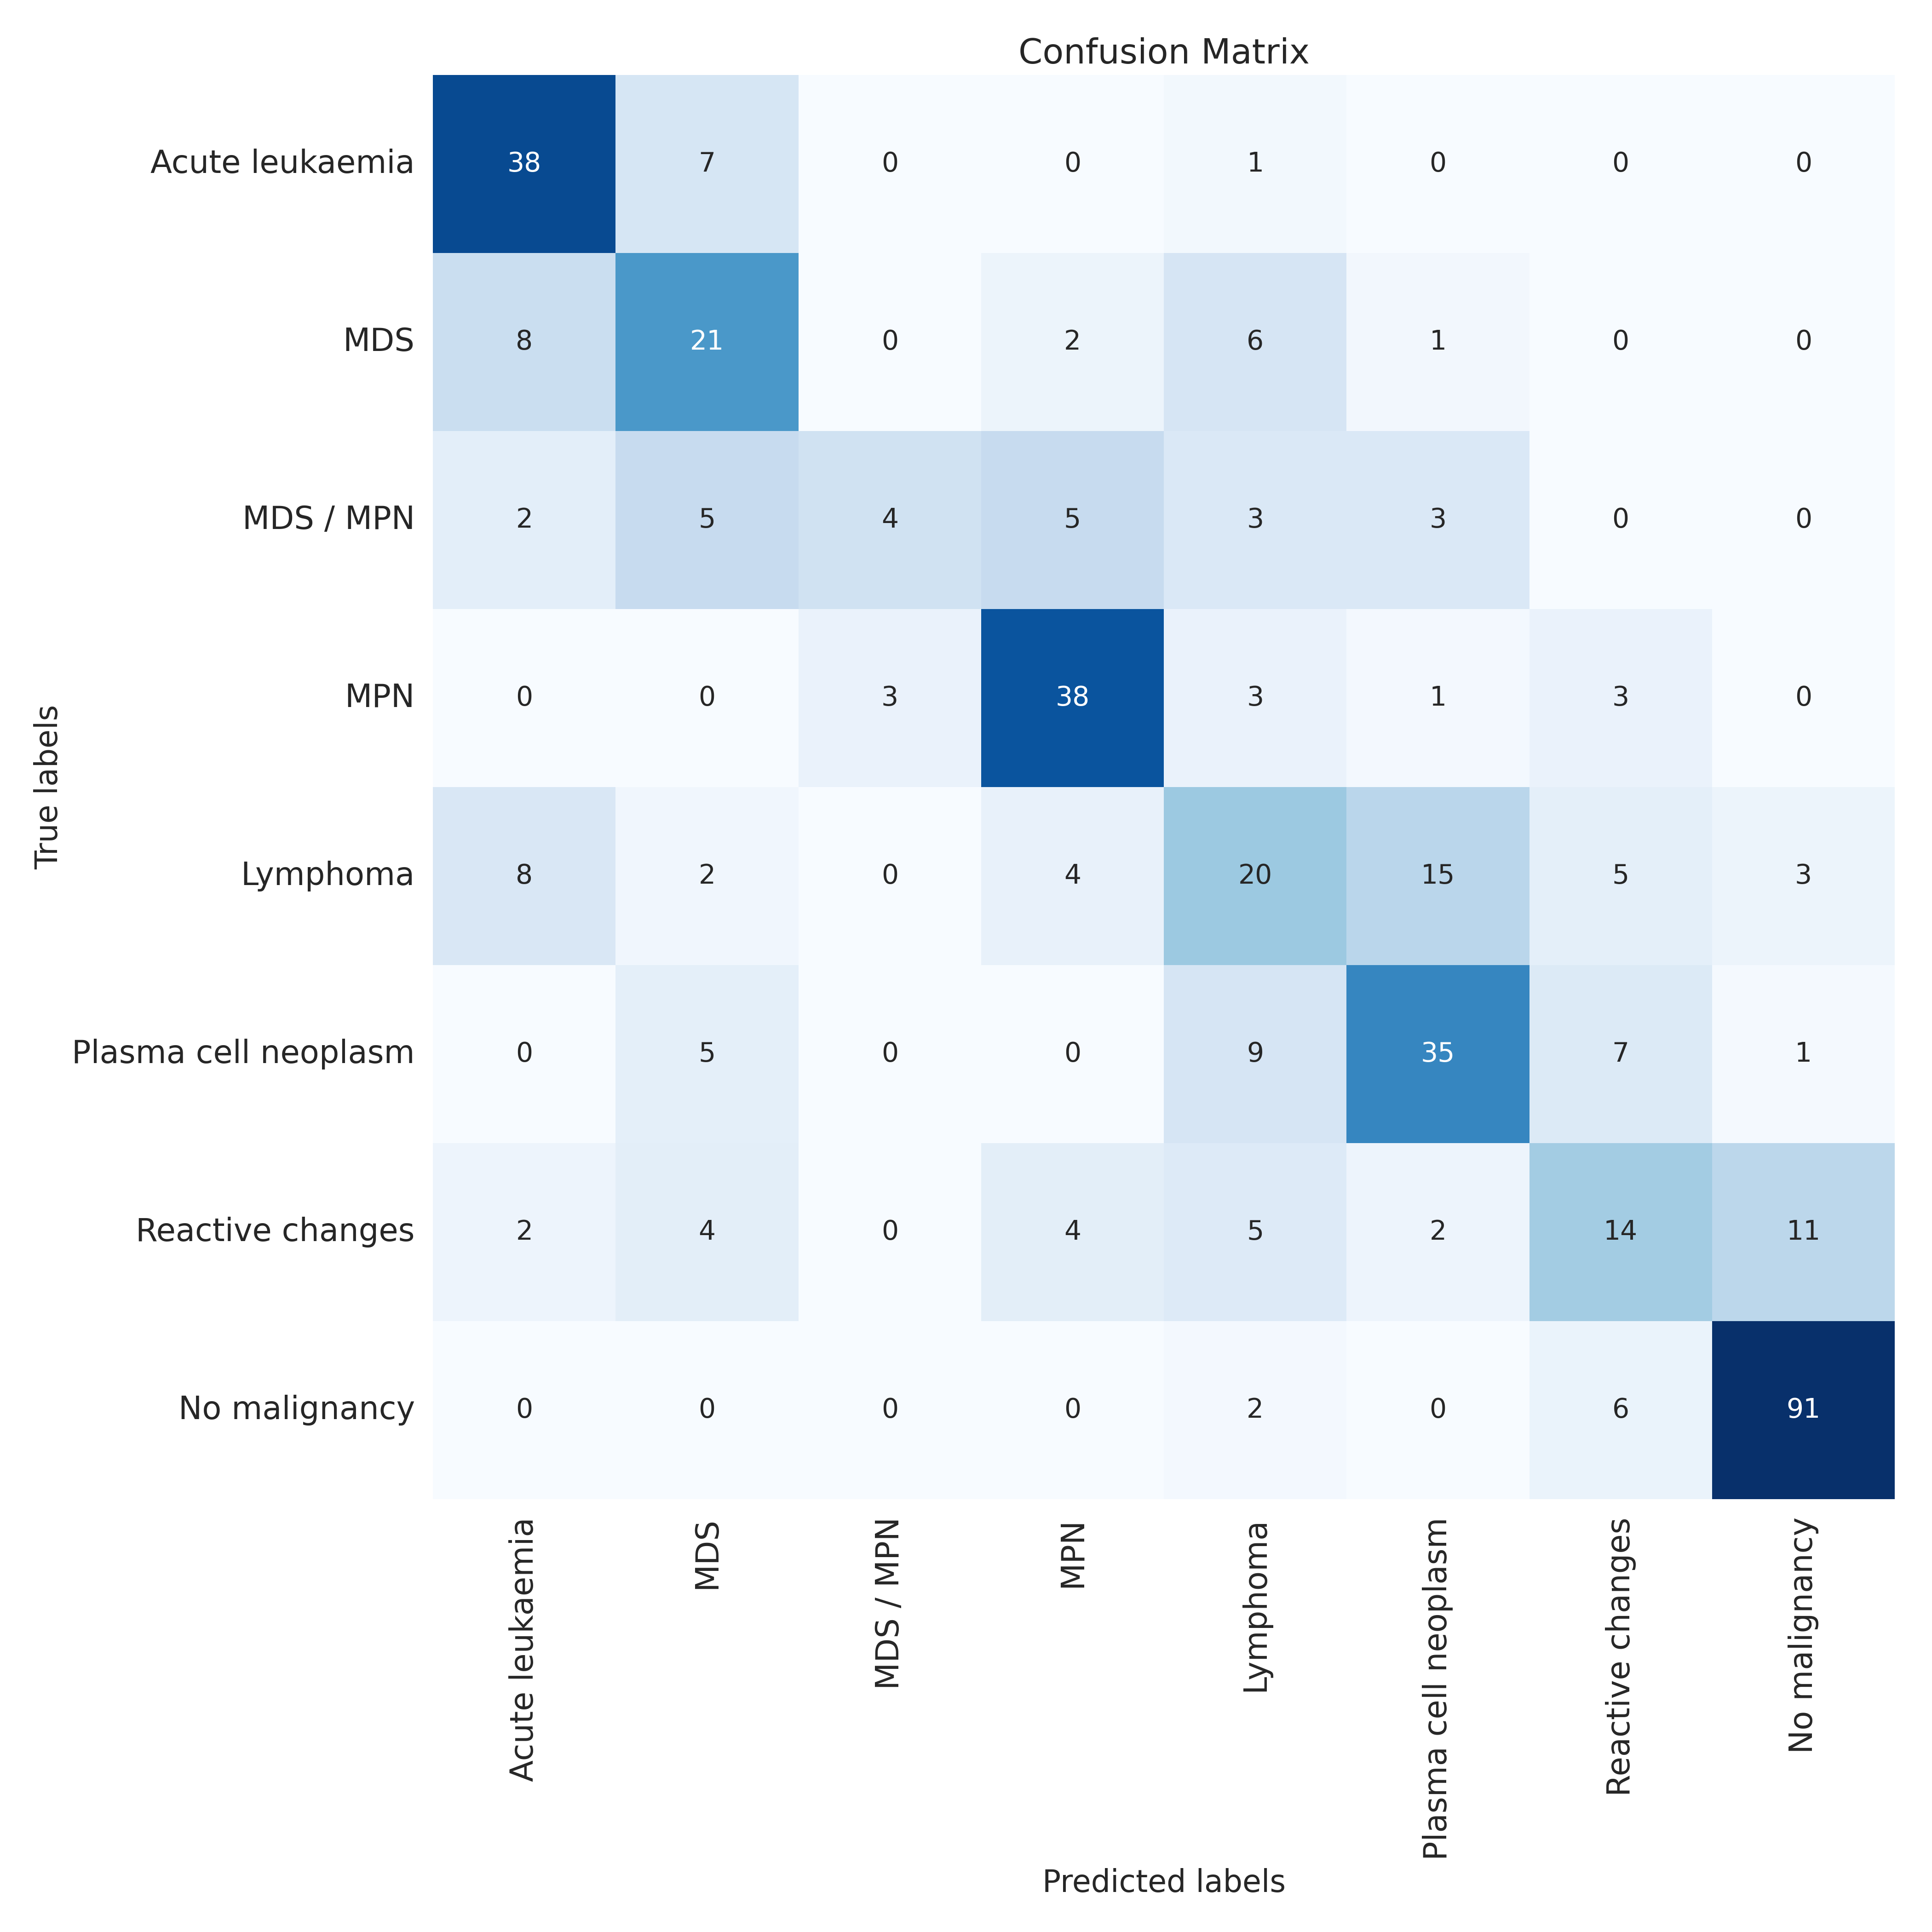 Confusion Matrix
Acute leukaemia 38 7 0 0 1 0 0 0
MDS 8 21 0 2 6 1 0 0
MDS / MPN 2 5 4 5 3 3 0 0
MPN 0 0 3 38 3 1 3 0
Lymphoma 8 2 0 4 20 15 5 3
Plasma cell neoplasm 0 5 0 0 9 35 7 1
Reactive changes 2 4 0 4 5 2 14 11
No malignancy 0 0 0 0 2 0 6 91
True labels
Acute leukaemia
MDS
MDS / MPN
MPN
Lymphoma
Plasma cell neoplasm
Reactive changes
No malignancy
Predicted labels